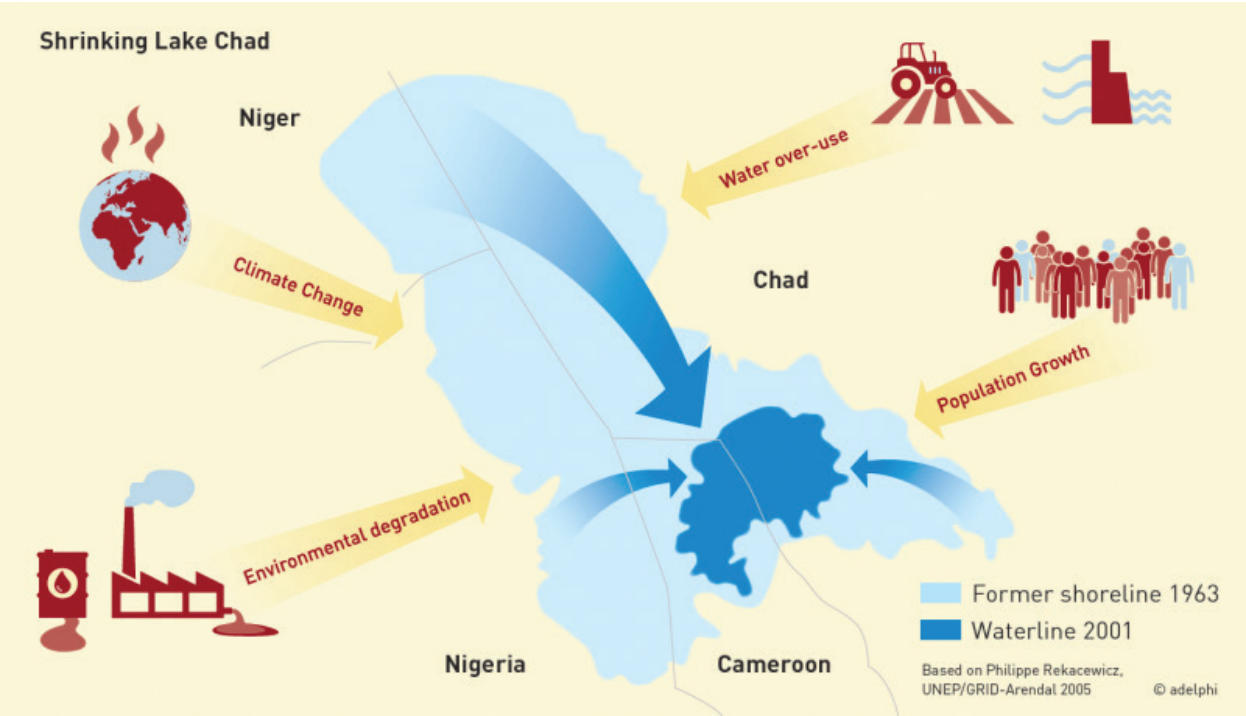 Shrinking Lake Chad
Niger
Water over-use
Climate Change
Chad
Population Growth
Environmental degradation
Nigeria
Cameroon
Former shoreline 1963
Waterline 2001
Based on Philippe Rekacewicz,
UNEP/GRID-Arendal 2005
© adelphi